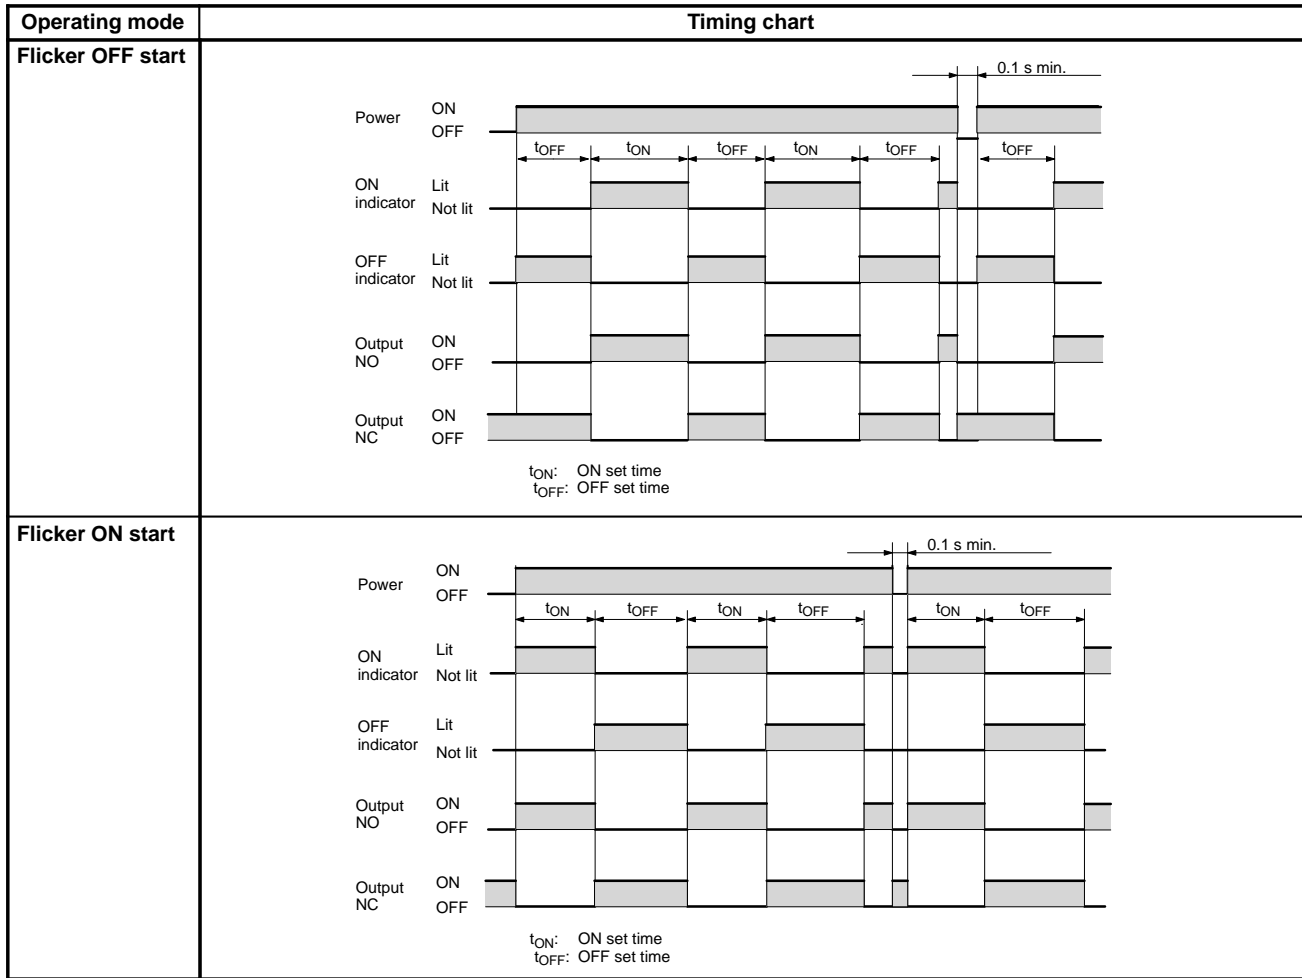 Operating mode Timing chart
Flicker OFF start
0.1 s min.
Power ON
OFF
tOFF tON tOFF tON tOFF tOFF
ON indicator Lit
Not lit
OFF indicator Lit
Not lit
Output NO ON
OFF
Output NC ON
OFF
tON: ON set time
tOFF: OFF set time
Flicker ON start
0.1 s min.
Power ON
OFF
tON tOFF tON tOFF tON tOFF
ON indicator Lit
Not lit
OFF indicator Lit
Not lit
Output NO ON
OFF
Output NC ON
OFF
tON: ON set time
tOFF: OFF set time